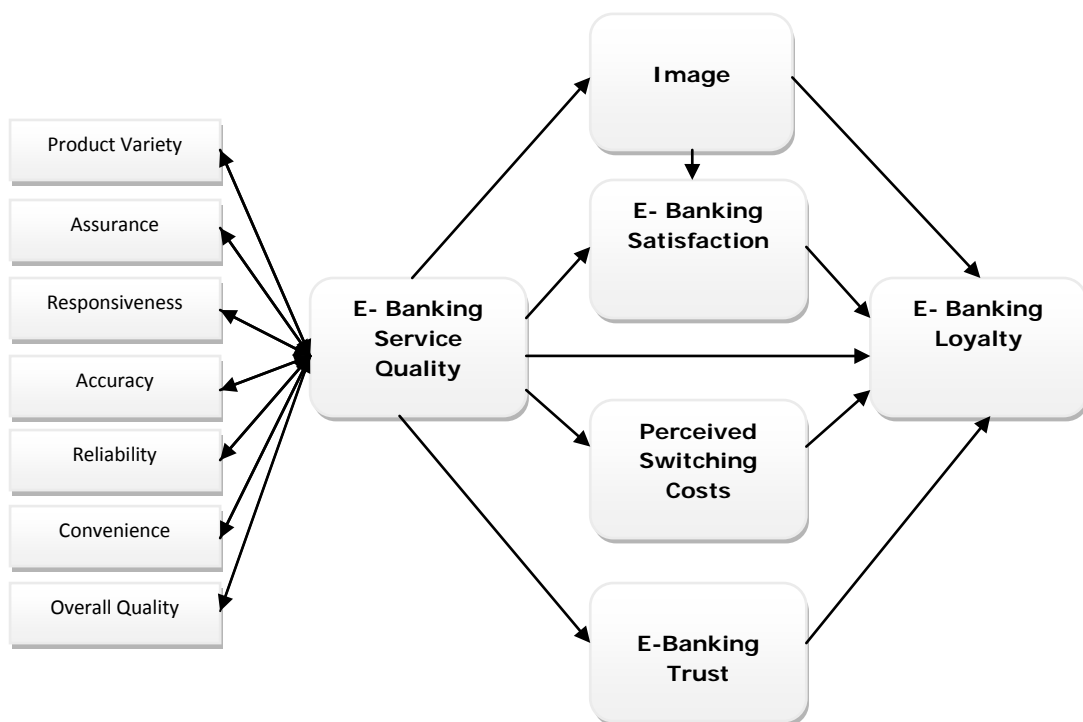 Product Variety
Assurance
Responsiveness
Accuracy
Reliability
Convenience
Overall Quality
E- Banking
Service
Quality
Image
E- Banking
Satisfaction
Perceived
Switching
Costs
E-Banking
Trust
E- Banking
Loyalty